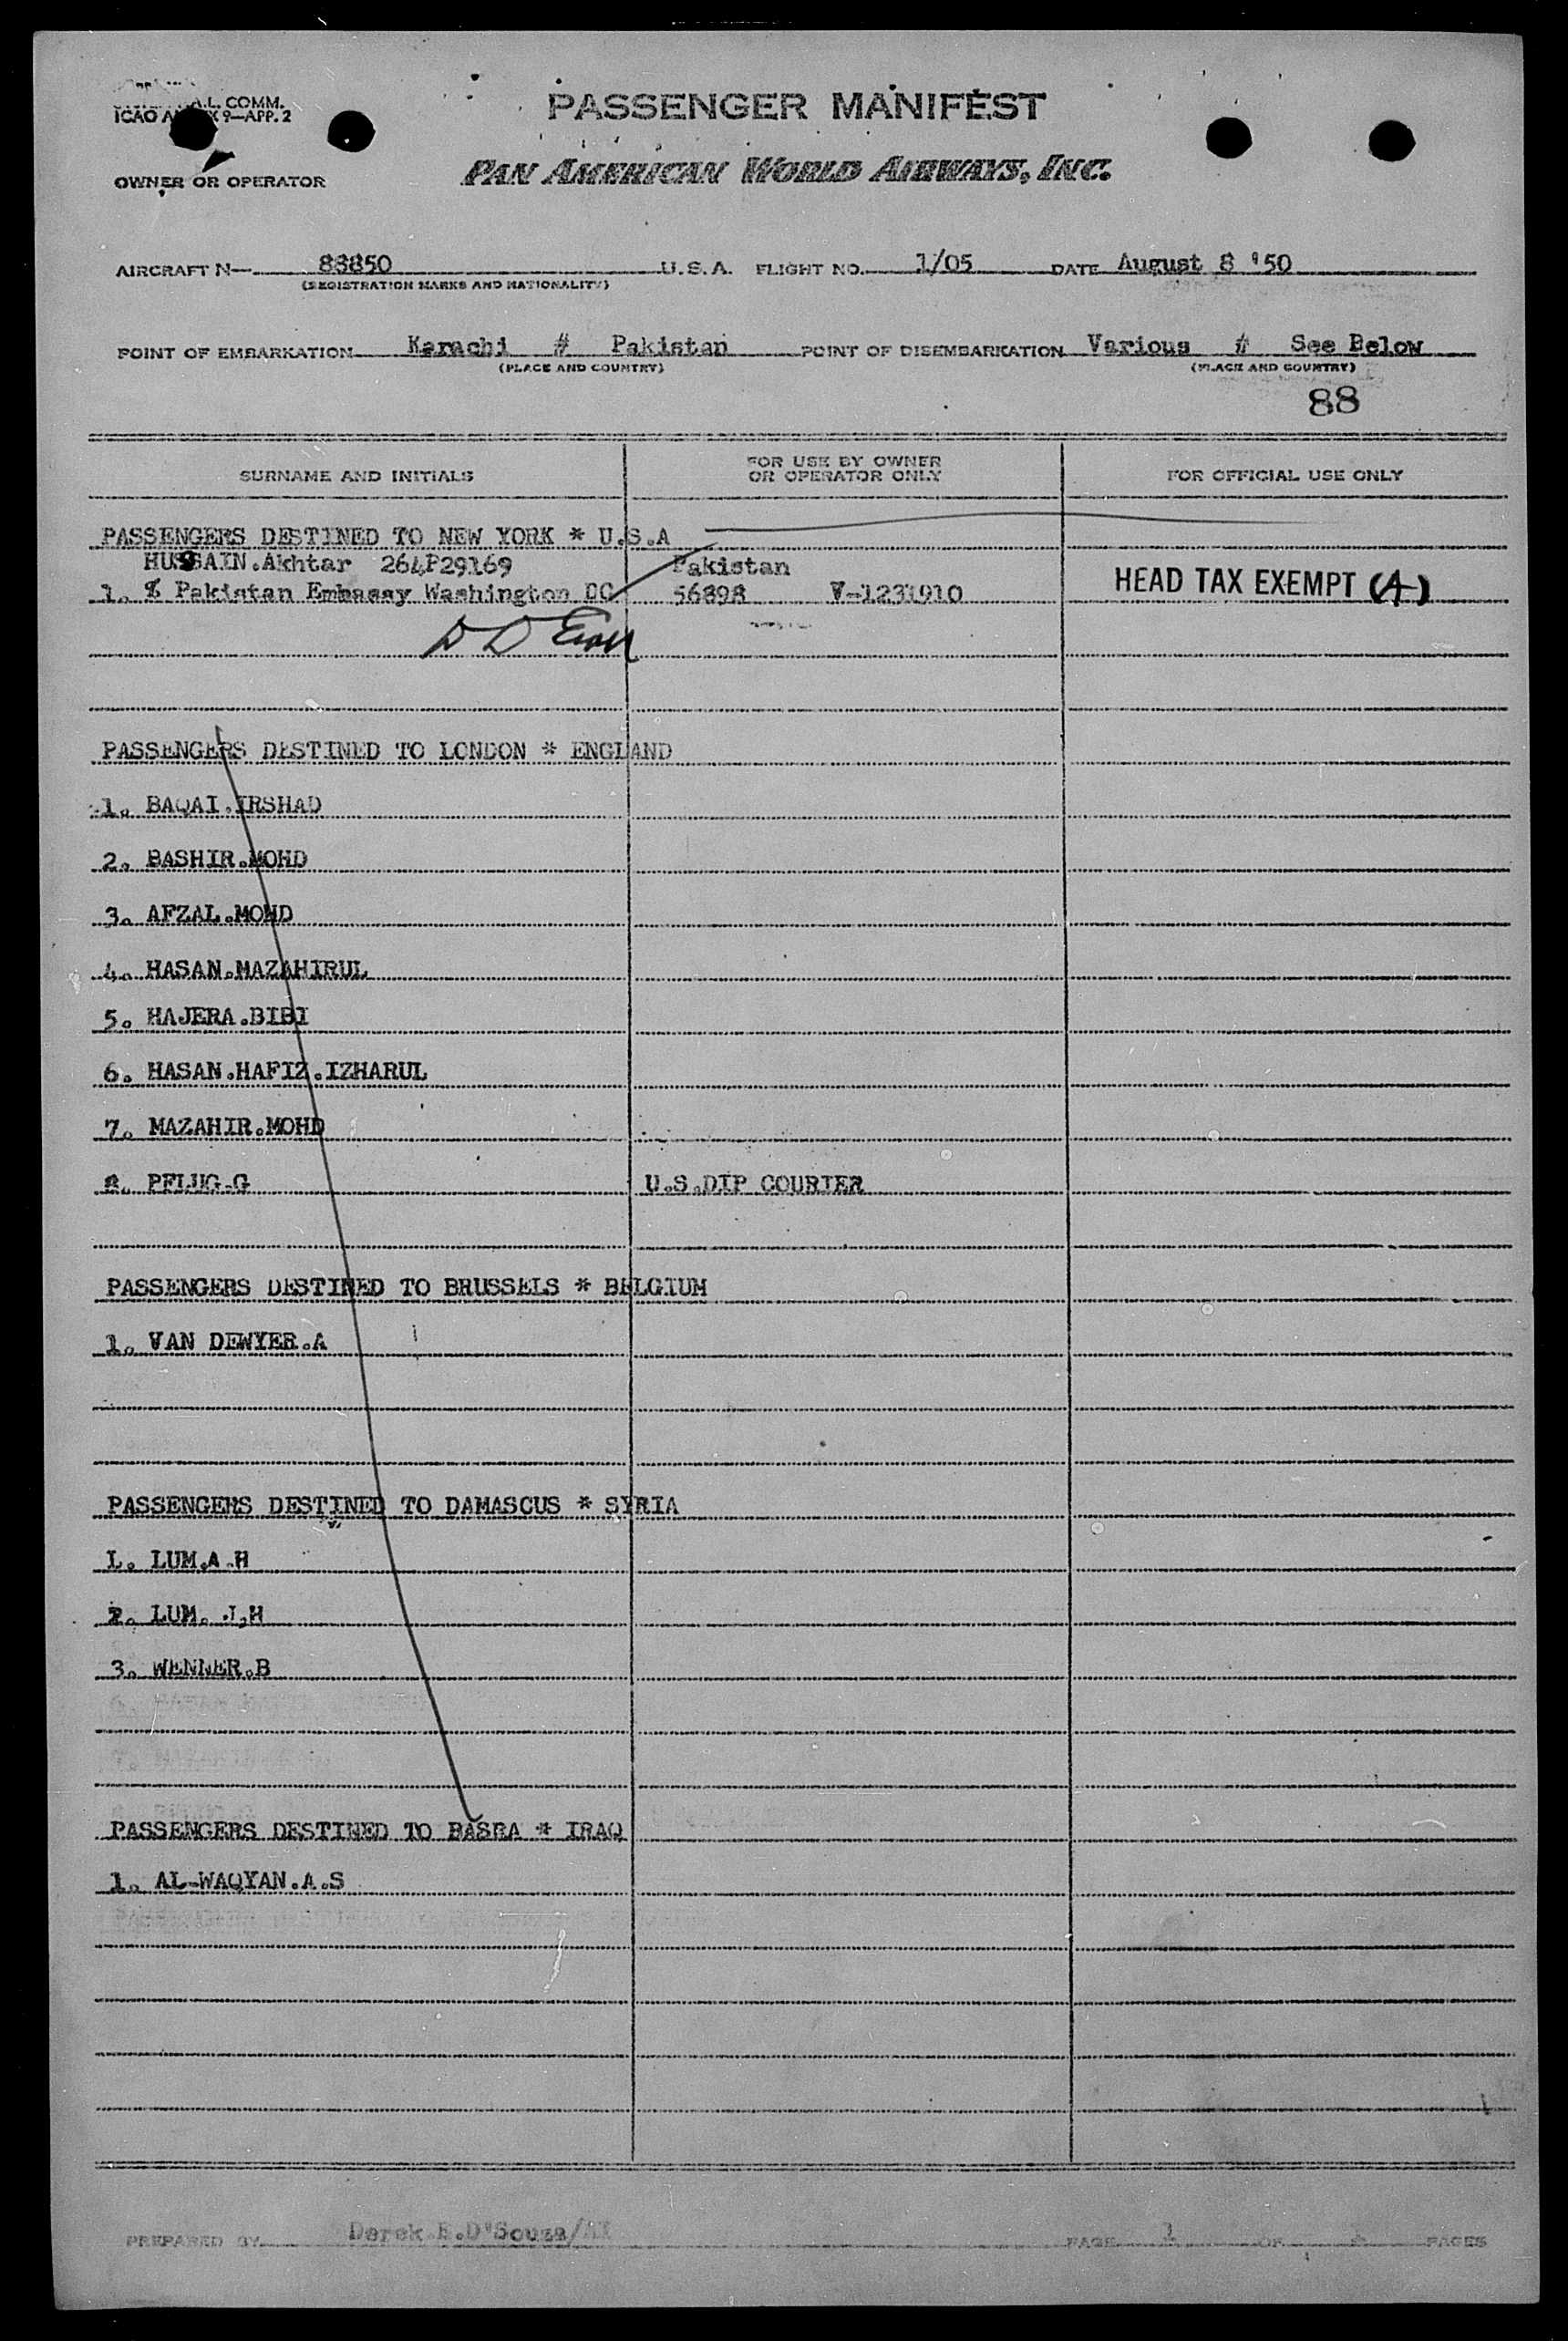 A.L. COMM.
ICAO ANNEX 9—APP. 2
PASSENGER MANIFEST
OWNER OR OPERATOR
PAN AMERICAN WORLD AIRWAYS, INC.
AIRCRAFT N— 88850 U.S.A. FLIGHT NO. 1/05 DATE August 8 '50
(REGISTRATION MARKS AND NATIONALITY)
POINT OF EMBARKATION Karachi # Pakistan POINT OF DISEMBARKATION Various # See Below
(PLACE AND COUNTRY) (PLACE AND COUNTRY)
88
SURNAME AND INITIALS FOR USE BY OWNER OR OPERATOR ONLY FOR OFFICIAL USE ONLY
PASSENGERS DESTINED TO NEW YORK * U.S.A
HUSSAIN.Akhtar 264P29169 Pakistan
1. % Pakistan Embassy Washington DC 56898 V-1231910 HEAD TAX EXEMPT (A)
PASSENGERS DESTINED TO LONDON * ENGLAND
1. BAQAI.IRSHAD
2. BASHIR.MOHD
3. AFZAL.MOHD
4. HASAN.MAZAHIRUL
5. HAJERA.BIBI
6. HASAN.HAFIZ.IZHARUL
7. MAZAHIR.MOHD
8. PFLUG.G U.S.DIP COURIER
PASSENGERS DESTINED TO BRUSSELS * BELGIUM
1. VAN DEWYER.A
PASSENGERS DESTINED TO DAMASCUS * SYRIA
1. LUM.A.H
2. LUM. J,H
3. WENNER.B
PASSENGERS DESTINED TO BASRA * IRAQ
1. AL-WAQYAN.A.S
PREPARED BY Derek E.D'Souza/ PAGE 1 OF PAGES